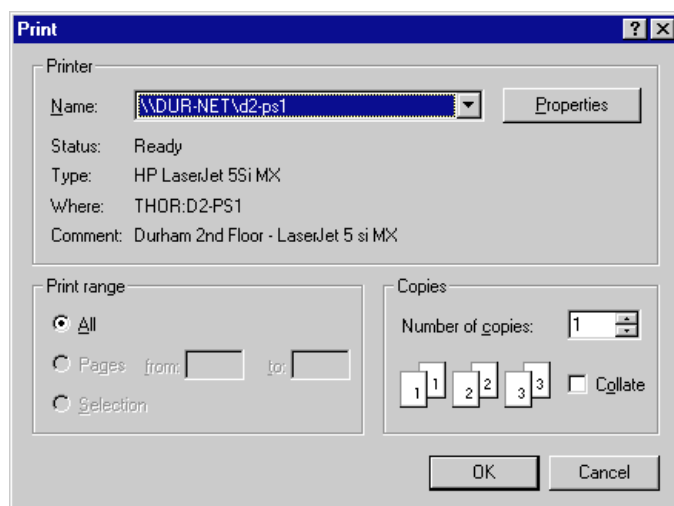 Print
Printer
Name: \\DUR-NET\d2-ps1 Properties
Status: Ready
Type: HP LaserJet 5Si MX
Where: THOR:D2-PS1
Comment: Durham 2nd Floor - LaserJet 5 si MX
Print range
All
Pages from: to:
Selection
Copies
Number of copies: 1
1 1 2 2 3 3 Collate
OK Cancel